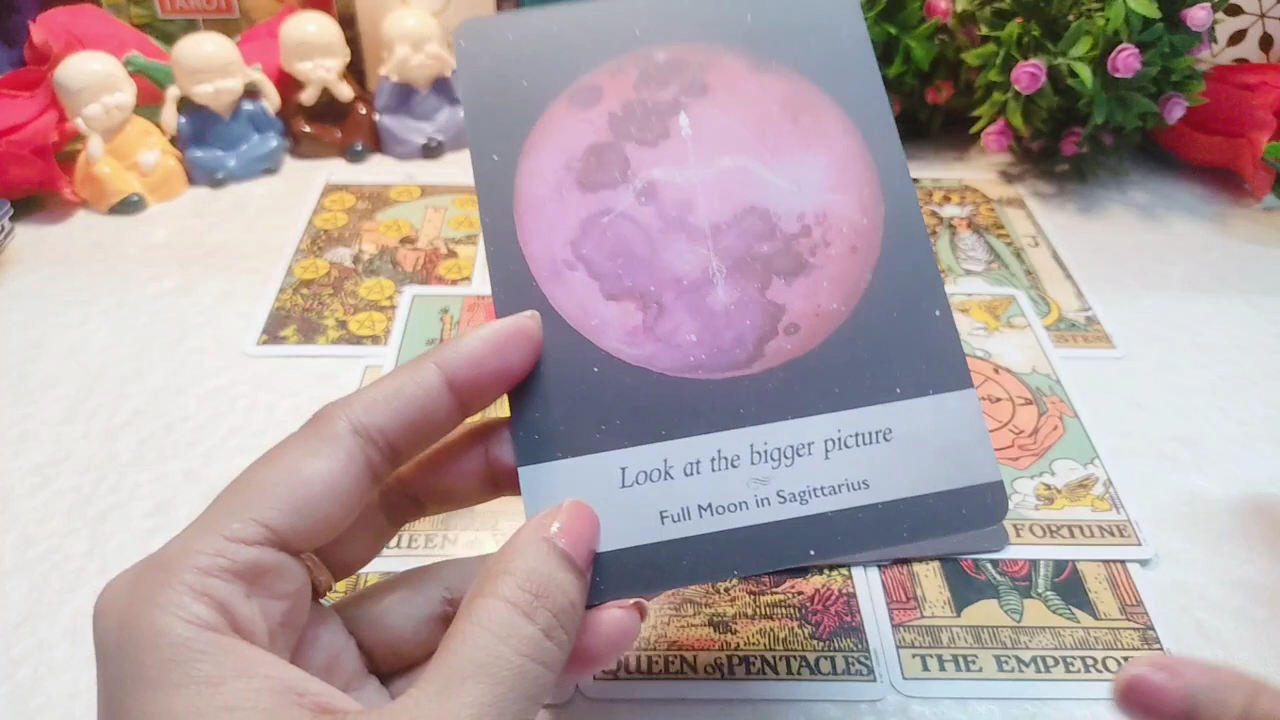 TAROT
J
Look at the bigger picture
Full Moon in Sagittarius
FORTUNE
QUEEN of
QUEEN of PENTACLES
THE EMPEROR